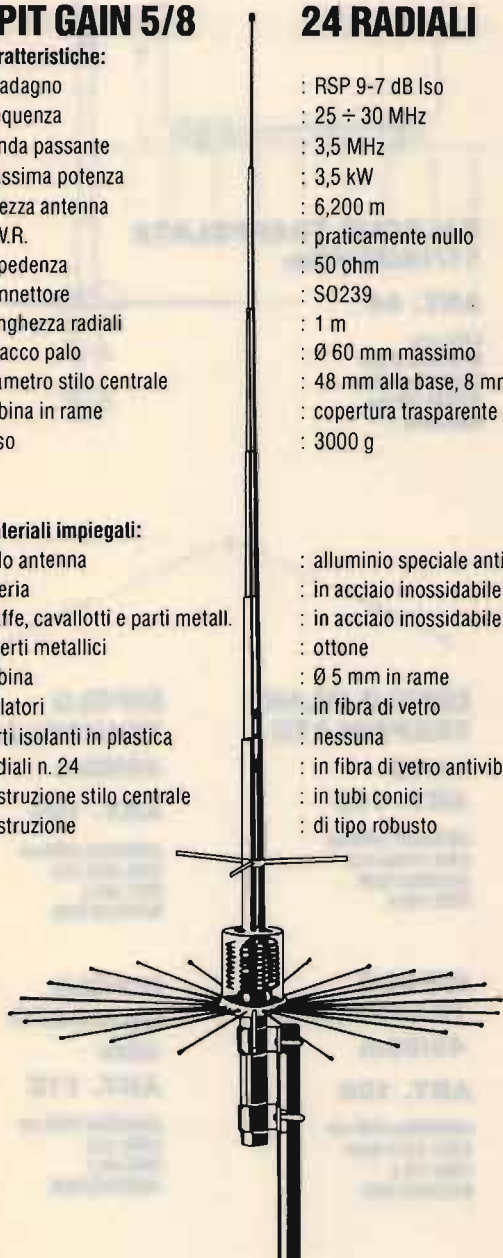 PIT GAIN 5/8 24 RADIALI
ratteristiche:
adagno : RSP 9-7 dB Iso
equenza : 25 ÷ 30 MHz
nda passante : 3,5 MHz
assima potenza : 3,5 kW
ezza antenna : 6,200 m
W.R. : praticamente nullo
pedenza : 50 ohm
nnettore : SO239
nghezza radiali : 1 m
acco palo : Ø 60 mm massimo
ametro stilo centrale : 48 mm alla base, 8 mm
bina in rame : copertura trasparente
so : 3000 g
ateriali impiegati:
lo antenna : alluminio speciale anti
eria : in acciaio inossidabile
affe, cavallotti e parti metall. : in acciaio inossidabile
erti metallici : ottone
bina : Ø 5 mm in rame
latori : in fibra di vetro
rti isolanti in plastica : nessuna
diali n. 24 : in fibra di vetro antivib
struzione stilo centrale : in tubi conici
struzione : di tipo robusto